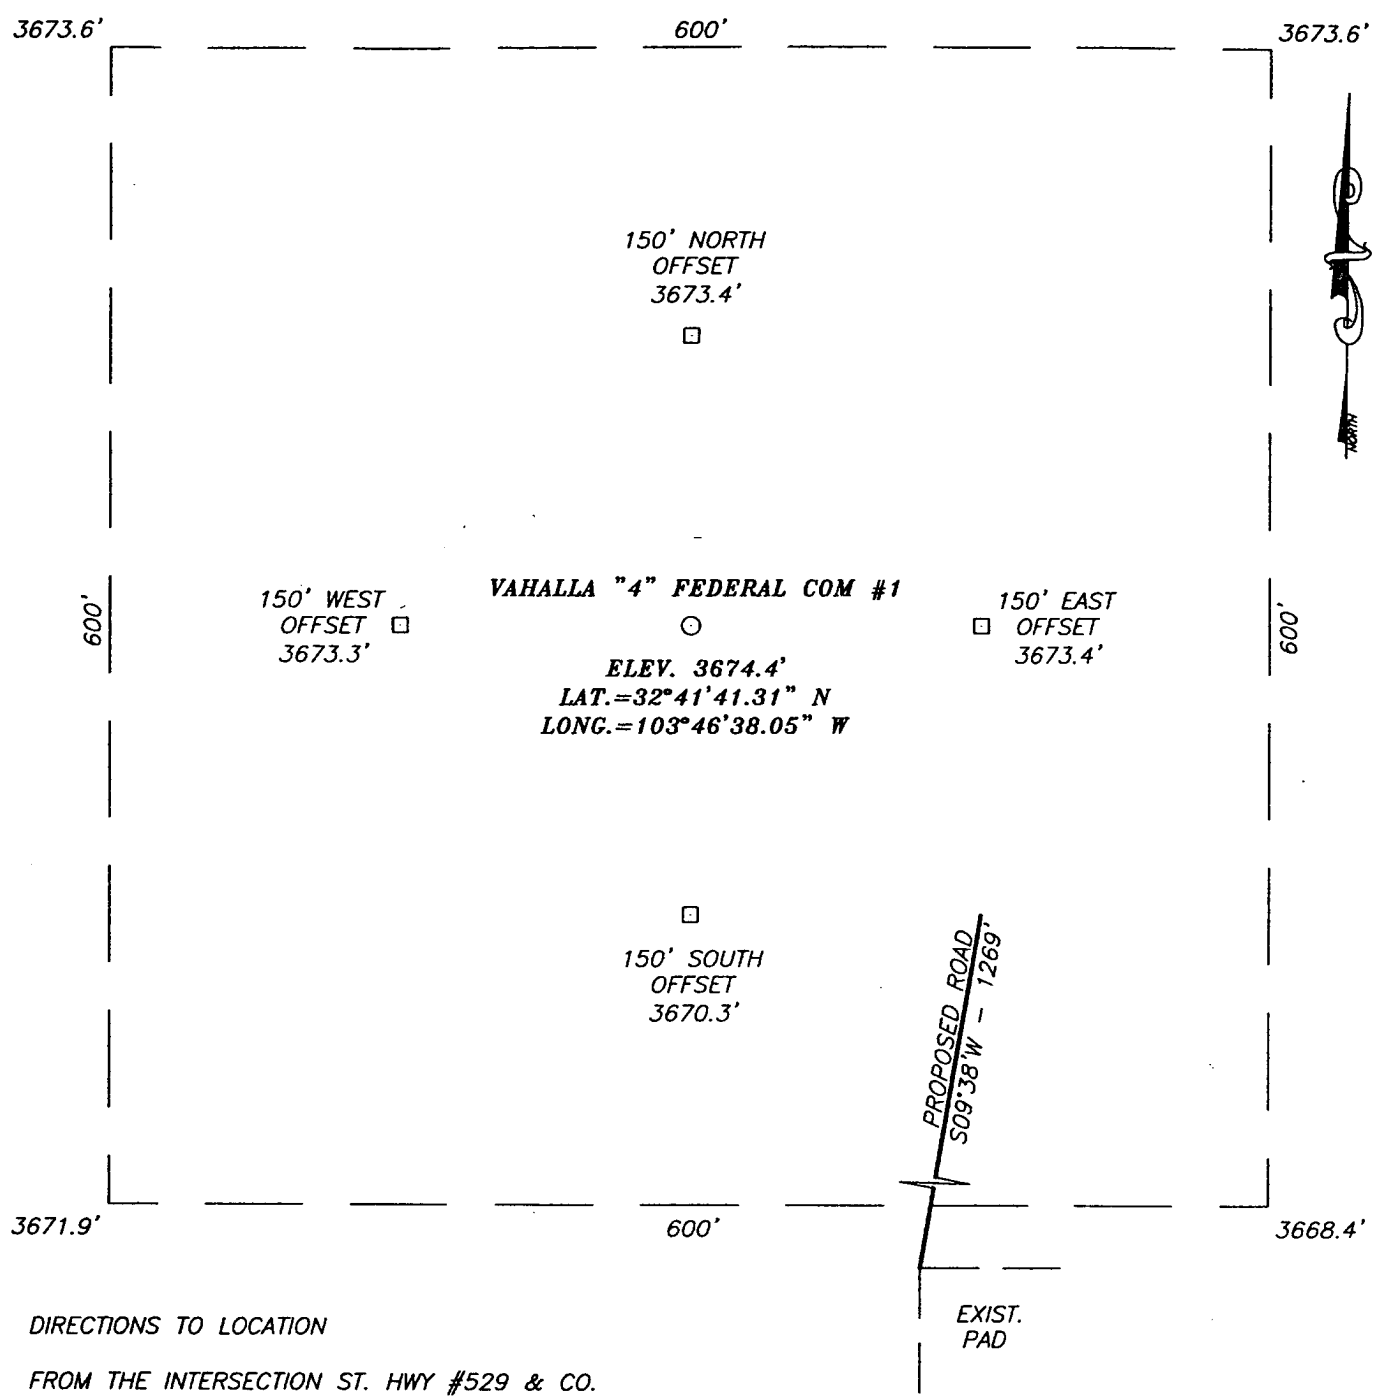 3673.6'
600'
3673.6'
150' NORTH
OFFSET
3673.4'
NORTH
600'
150' WEST
OFFSET
3673.3'
VAHALLA "4" FEDERAL COM #1
ELEV. 3674.4'
LAT.=32°41'41.31" N
LONG.=103°46'38.05" W
150' EAST
OFFSET
3673.4'
600'
150' SOUTH
OFFSET
3670.3'
PROPOSED ROAD
S09°38'W - 1269'
3671.9'
600'
3668.4'
EXIST.
PAD
DIRECTIONS TO LOCATION
FROM THE INTERSECTION ST. HWY #529 & CO.